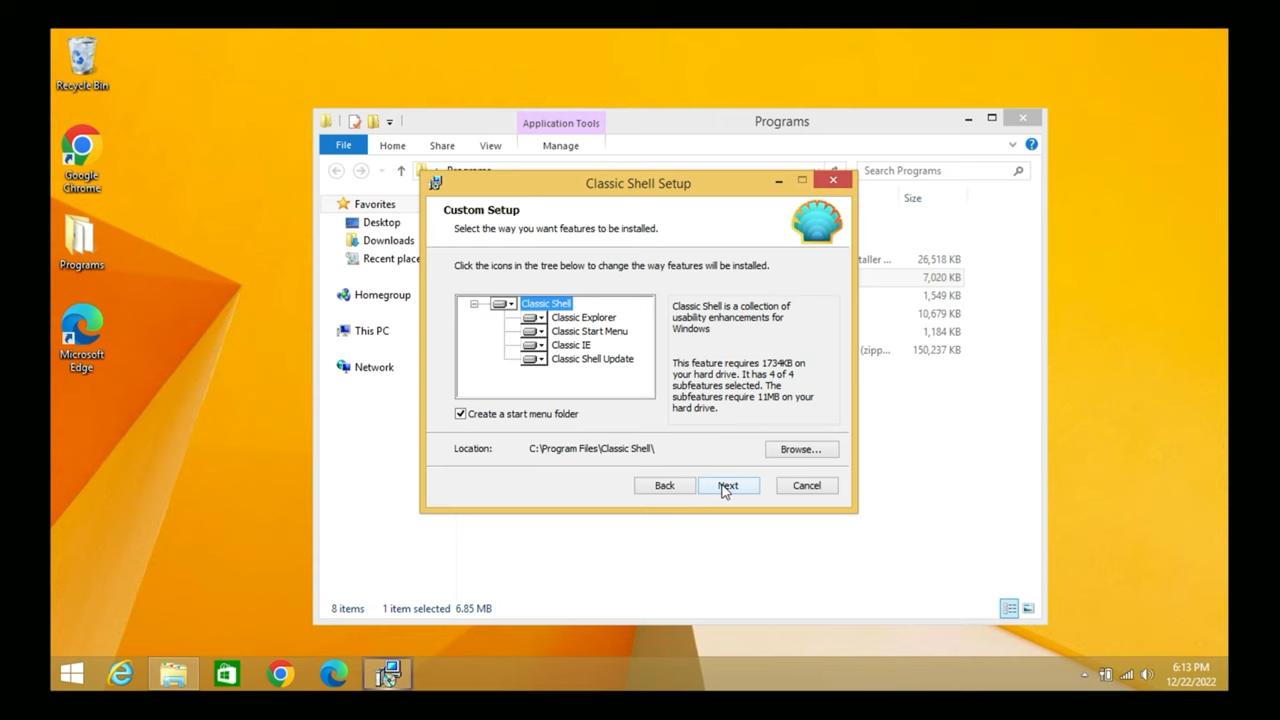 Recycle Bin
Google
Chrome
Programs
Microsoft
Edge
Application Tools
Programs
File
Home
Share
View
Manage
Search Programs
Favorites
Desktop
Downloads
Recent place
Homegroup
This PC
Network
Size
taller ...
26,518 KB
7,020 KB
1,549 KB
10,679 KB
1,184 KB
(zipp...
150,237 KB
Classic Shell Setup
Custom Setup
Select the way you want features to be installed.
Click the icons in the tree below to change the way features will be installed.
Classic Shell
Classic Explorer
Classic Start Menu
Classic IE
Classic Shell Update
Classic Shell is a collection of
usability enhancements for
Windows
This feature requires 1734KB on
your hard drive. It has 4 of 4
subfeatures selected. The
subfeatures require 11MB on your
hard drive.
Create a start menu folder
Location:
C:\Program Files\Classic Shell\
Browse...
Back
Next
Cancel
8 items
1 item selected
6.85 MB
6:13 PM
12/22/2022